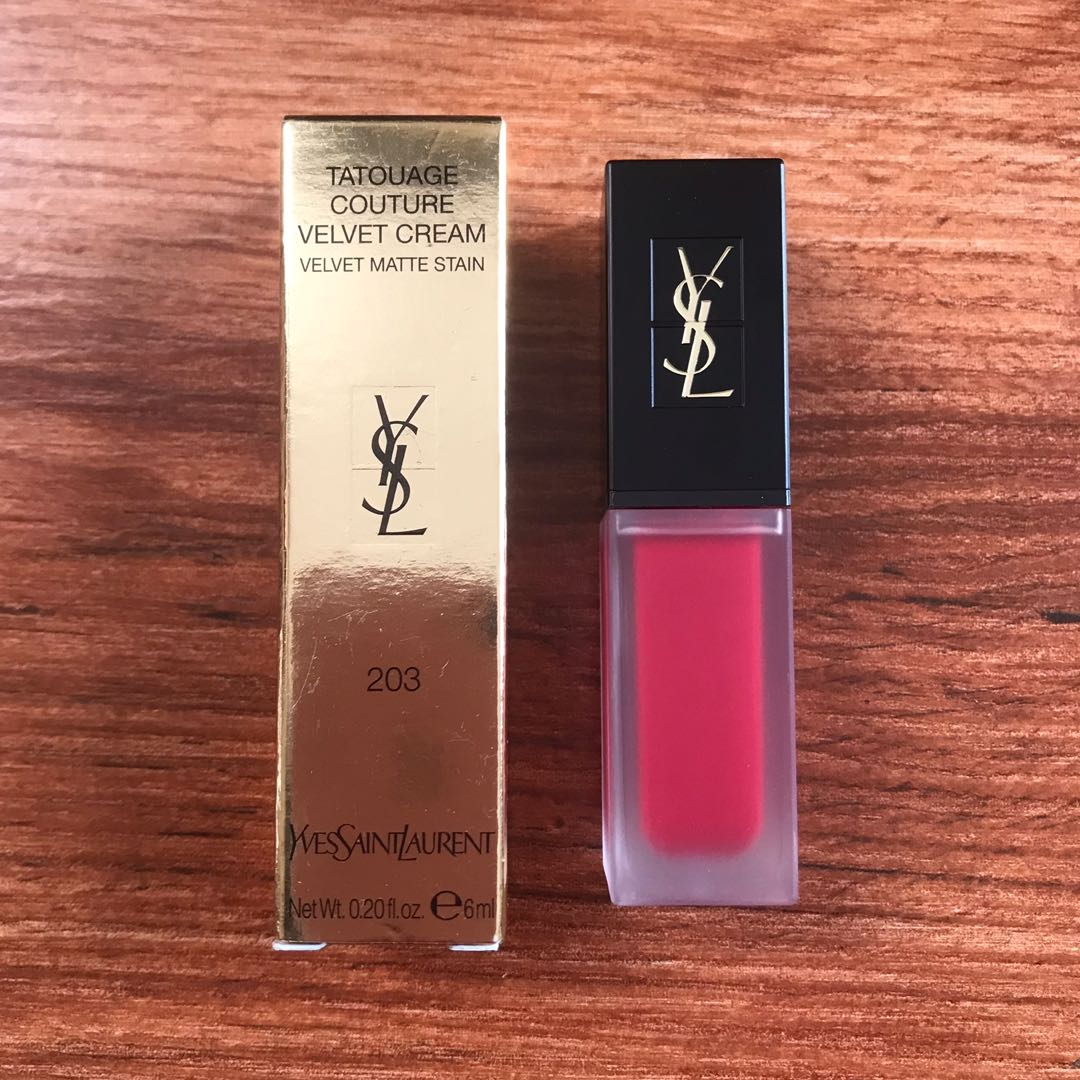 TATOUAGE
COUTURE
VELVET CREAM
VELVET MATTE STAIN
YSL
203
YVESSAINTLAURENT
Net Wt. 0.20 fl.oz. ℮6ml
YSL